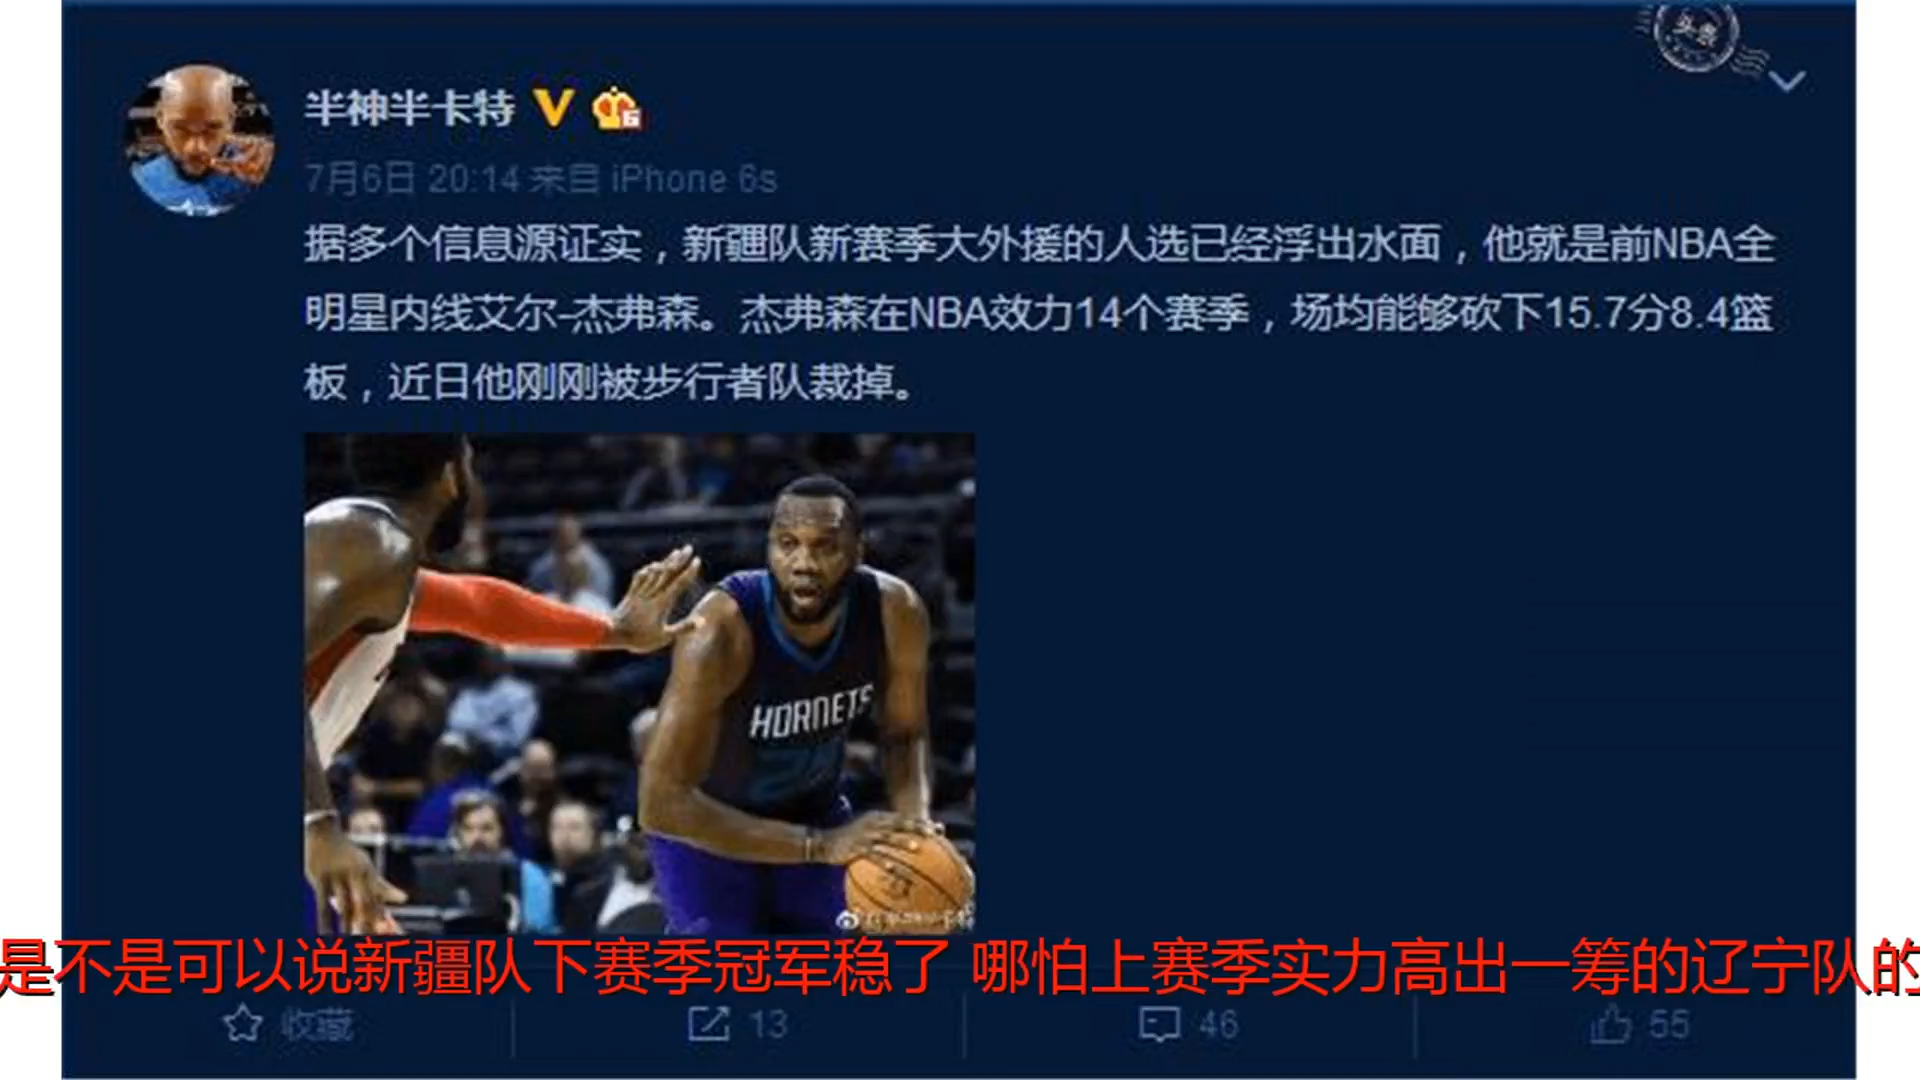 头条
半神半卡特
6
7月6日 20:14 来自 iPhone 6s
据多个信息源证实，新疆队新赛季大外援的人选已经浮出水面，他就是前NBA全
明星内线艾尔-杰弗森。杰弗森在NBA效力14个赛季，场均能够砍下15.7分8.4篮
板，近日他刚刚被步行者队裁掉。
HORNETS
是不是可以说新疆队下赛季冠军稳了 哪怕上赛季实力高出一筹的辽宁队的
收藏
13
46
55